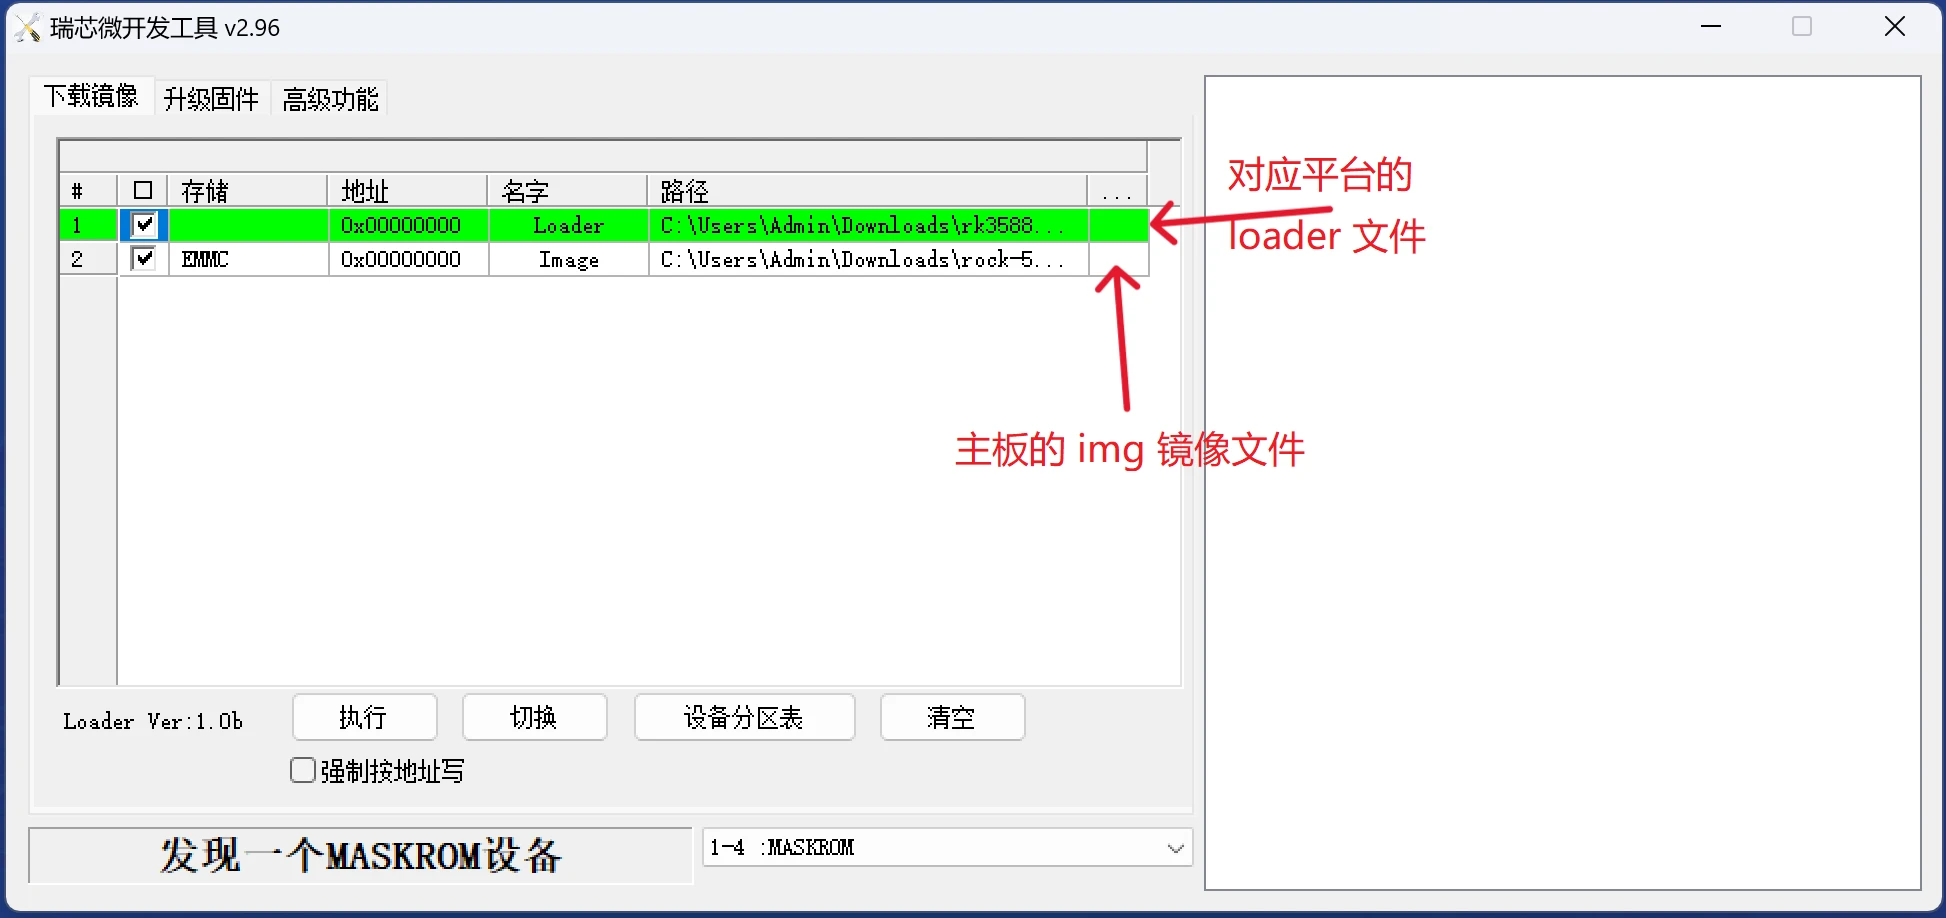 瑞芯微开发工具 v2.96
下载镜像 升级固件 高级功能
# 存储 地址 名字 路径 ...
1 0x00000000 Loader C:\Users\Admin\Downloads\rk3588...
2 EMMC 0x00000000 Image C:\Users\Admin\Downloads\rock-5...
对应平台的
loader 文件
主板的 img 镜像文件
Loader Ver:1.0b 执行 切换 设备分区表 清空
强制按地址写
发现一个MASKROM设备 1-4 :MASKROM